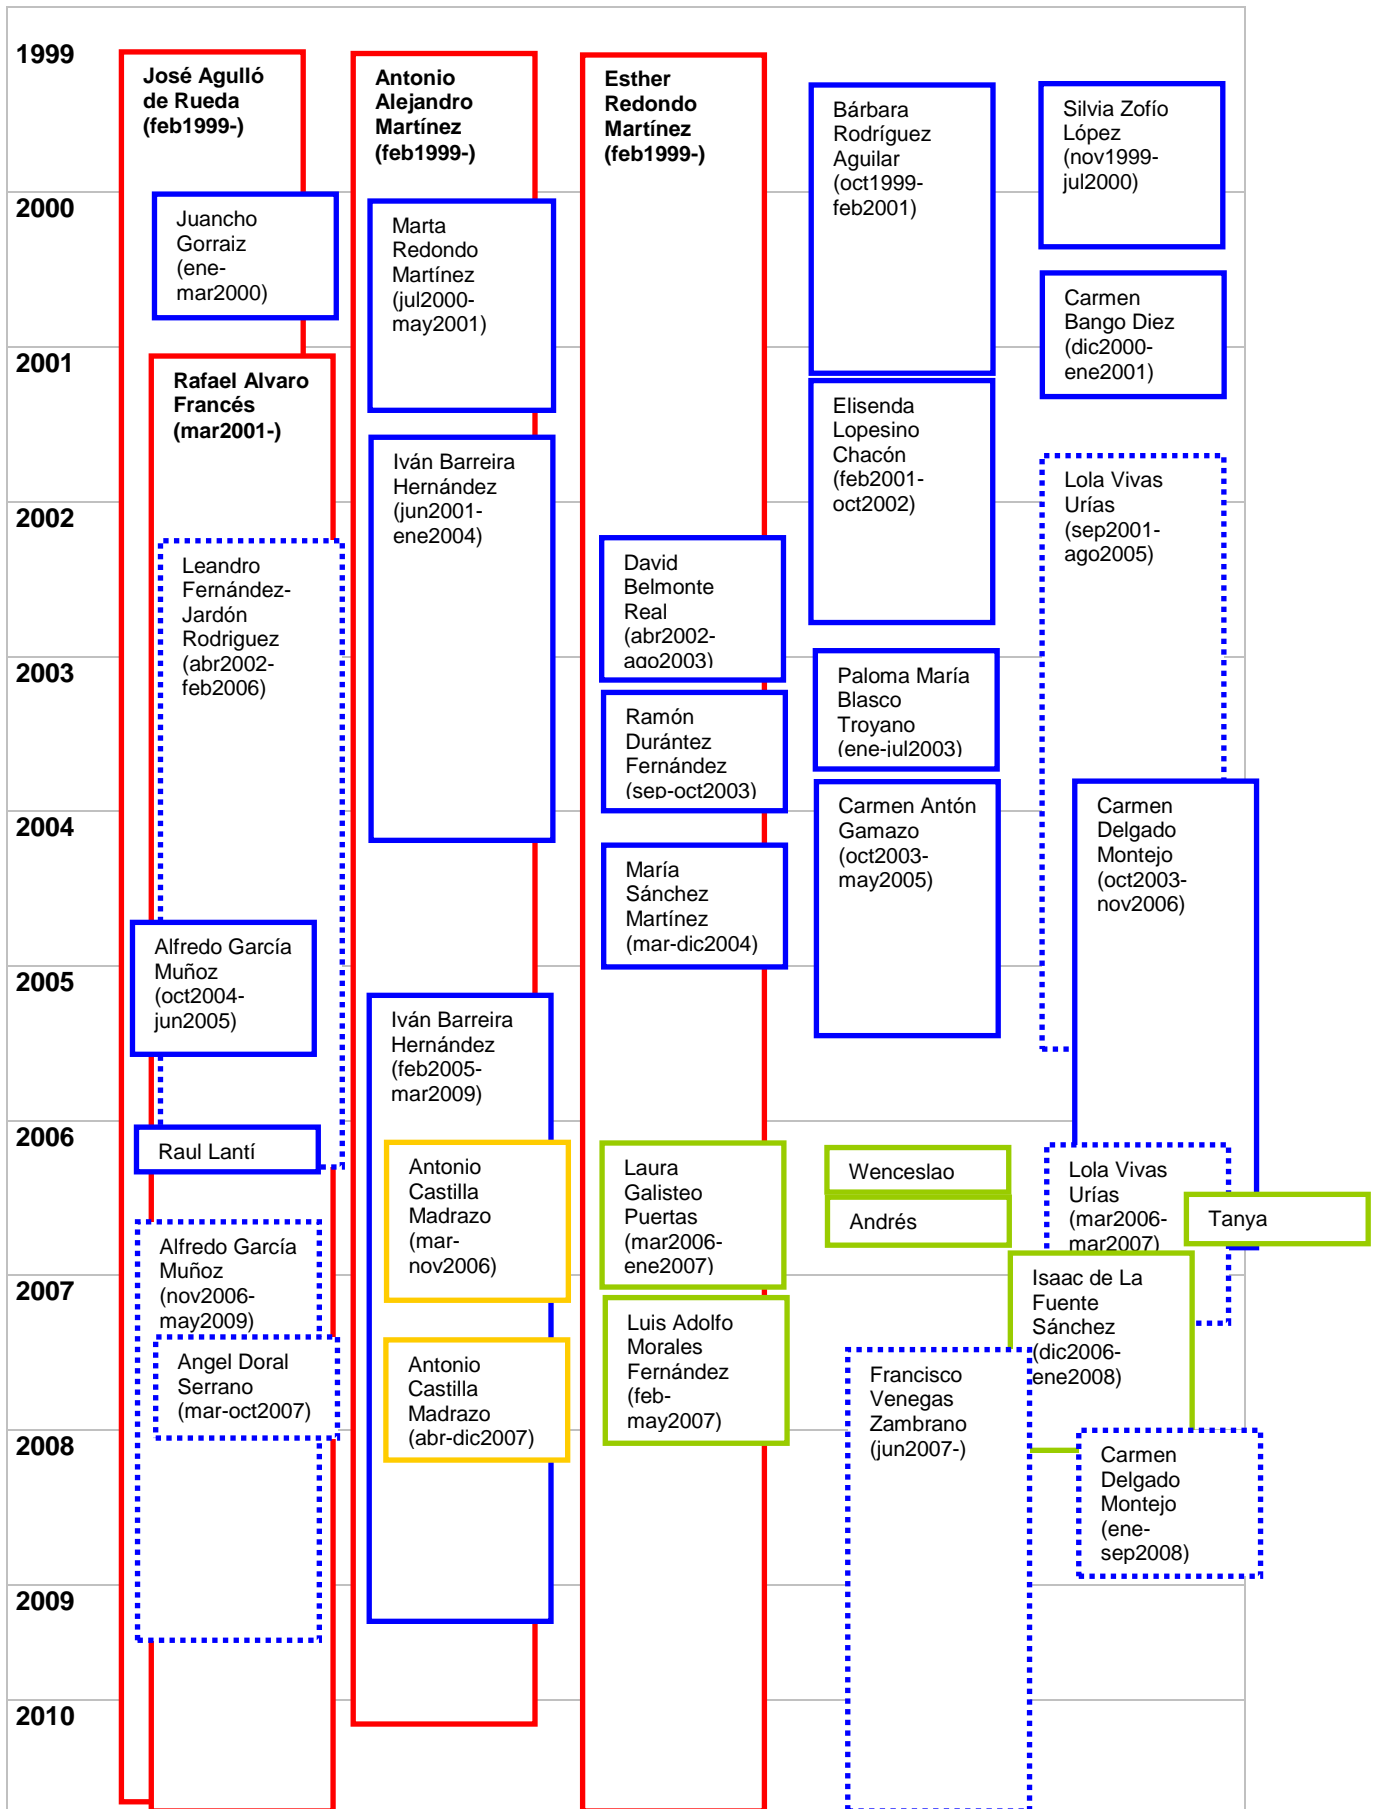 1999
José Agulló
de Rueda
(feb1999-)
Antonio
Alejandro
Martínez
(feb1999-)
Esther
Redondo
Martínez
(feb1999-)
Bárbara
Rodríguez
Aguilar
(oct1999-
feb2001)
Silvia Zofío
López
(nov1999-
jul2000)
2000
Juancho
Gorraiz
(ene-
mar2000)
Marta
Redondo
Martínez
(jul2000-
may2001)
Carmen
Bango Diez
(dic2000-
ene2001)
2001
Rafael Alvaro
Francés
(mar2001-)
Elisenda
Lopesino
Chacón
(feb2001-
oct2002)
Iván Barreira
Hernández
(jun2001-
ene2004)
Lola Vivas
Urías
(sep2001-
ago2005)
2002
Leandro
Fernández-
Jardón
Rodriguez
(abr2002-
feb2006)
David
Belmonte
Real
(abr2002-
ago2003)
2003
Paloma María
Blasco
Troyano
(ene-jul2003)
Ramón
Durántez
Fernández
(sep-oct2003)
Carmen Antón
Gamazo
(oct2003-
may2005)
Carmen
Delgado
Montejo
(oct2003-
nov2006)
2004
María
Sánchez
Martínez
(mar-dic2004)
Alfredo García
Muñoz
(oct2004-
jun2005)
2005
Iván Barreira
Hernández
(feb2005-
mar2009)
2006
Raul Lantí
Antonio
Castilla
Madrazo
(mar-
nov2006)
Laura
Galisteo
Puertas
(mar2006-
ene2007)
Wenceslao
Andrés
Lola Vivas
Urías
(mar2006-
mar2007)
Tanya
Alfredo García
Muñoz
(nov2006-
may2009)
Isaac de La
Fuente
Sánchez
(dic2006-
ene2008)
2007
Angel Doral
Serrano
(mar-oct2007)
Antonio
Castilla
Madrazo
(abr-dic2007)
Luis Adolfo
Morales
Fernández
(feb-
may2007)
Francisco
Venegas
Zambrano
(jun2007-)
2008
Carmen
Delgado
Montejo
(ene-
sep2008)
2009
2010